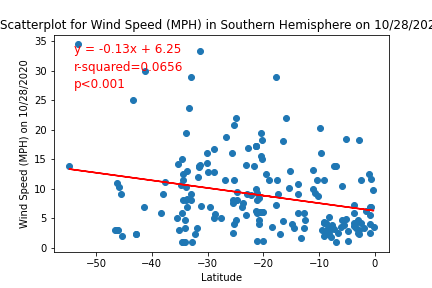 Scatterplot for Wind Speed (MPH) in Southern Hemisphere on 10/28/202
35
30
25
20
15
10
5
0
Wind Speed (MPH) on 10/28/2020
y = -0.13x + 6.25
r-squared=0.0656
p<0.001
−50 −40 −30 −20 −10 0
Latitude